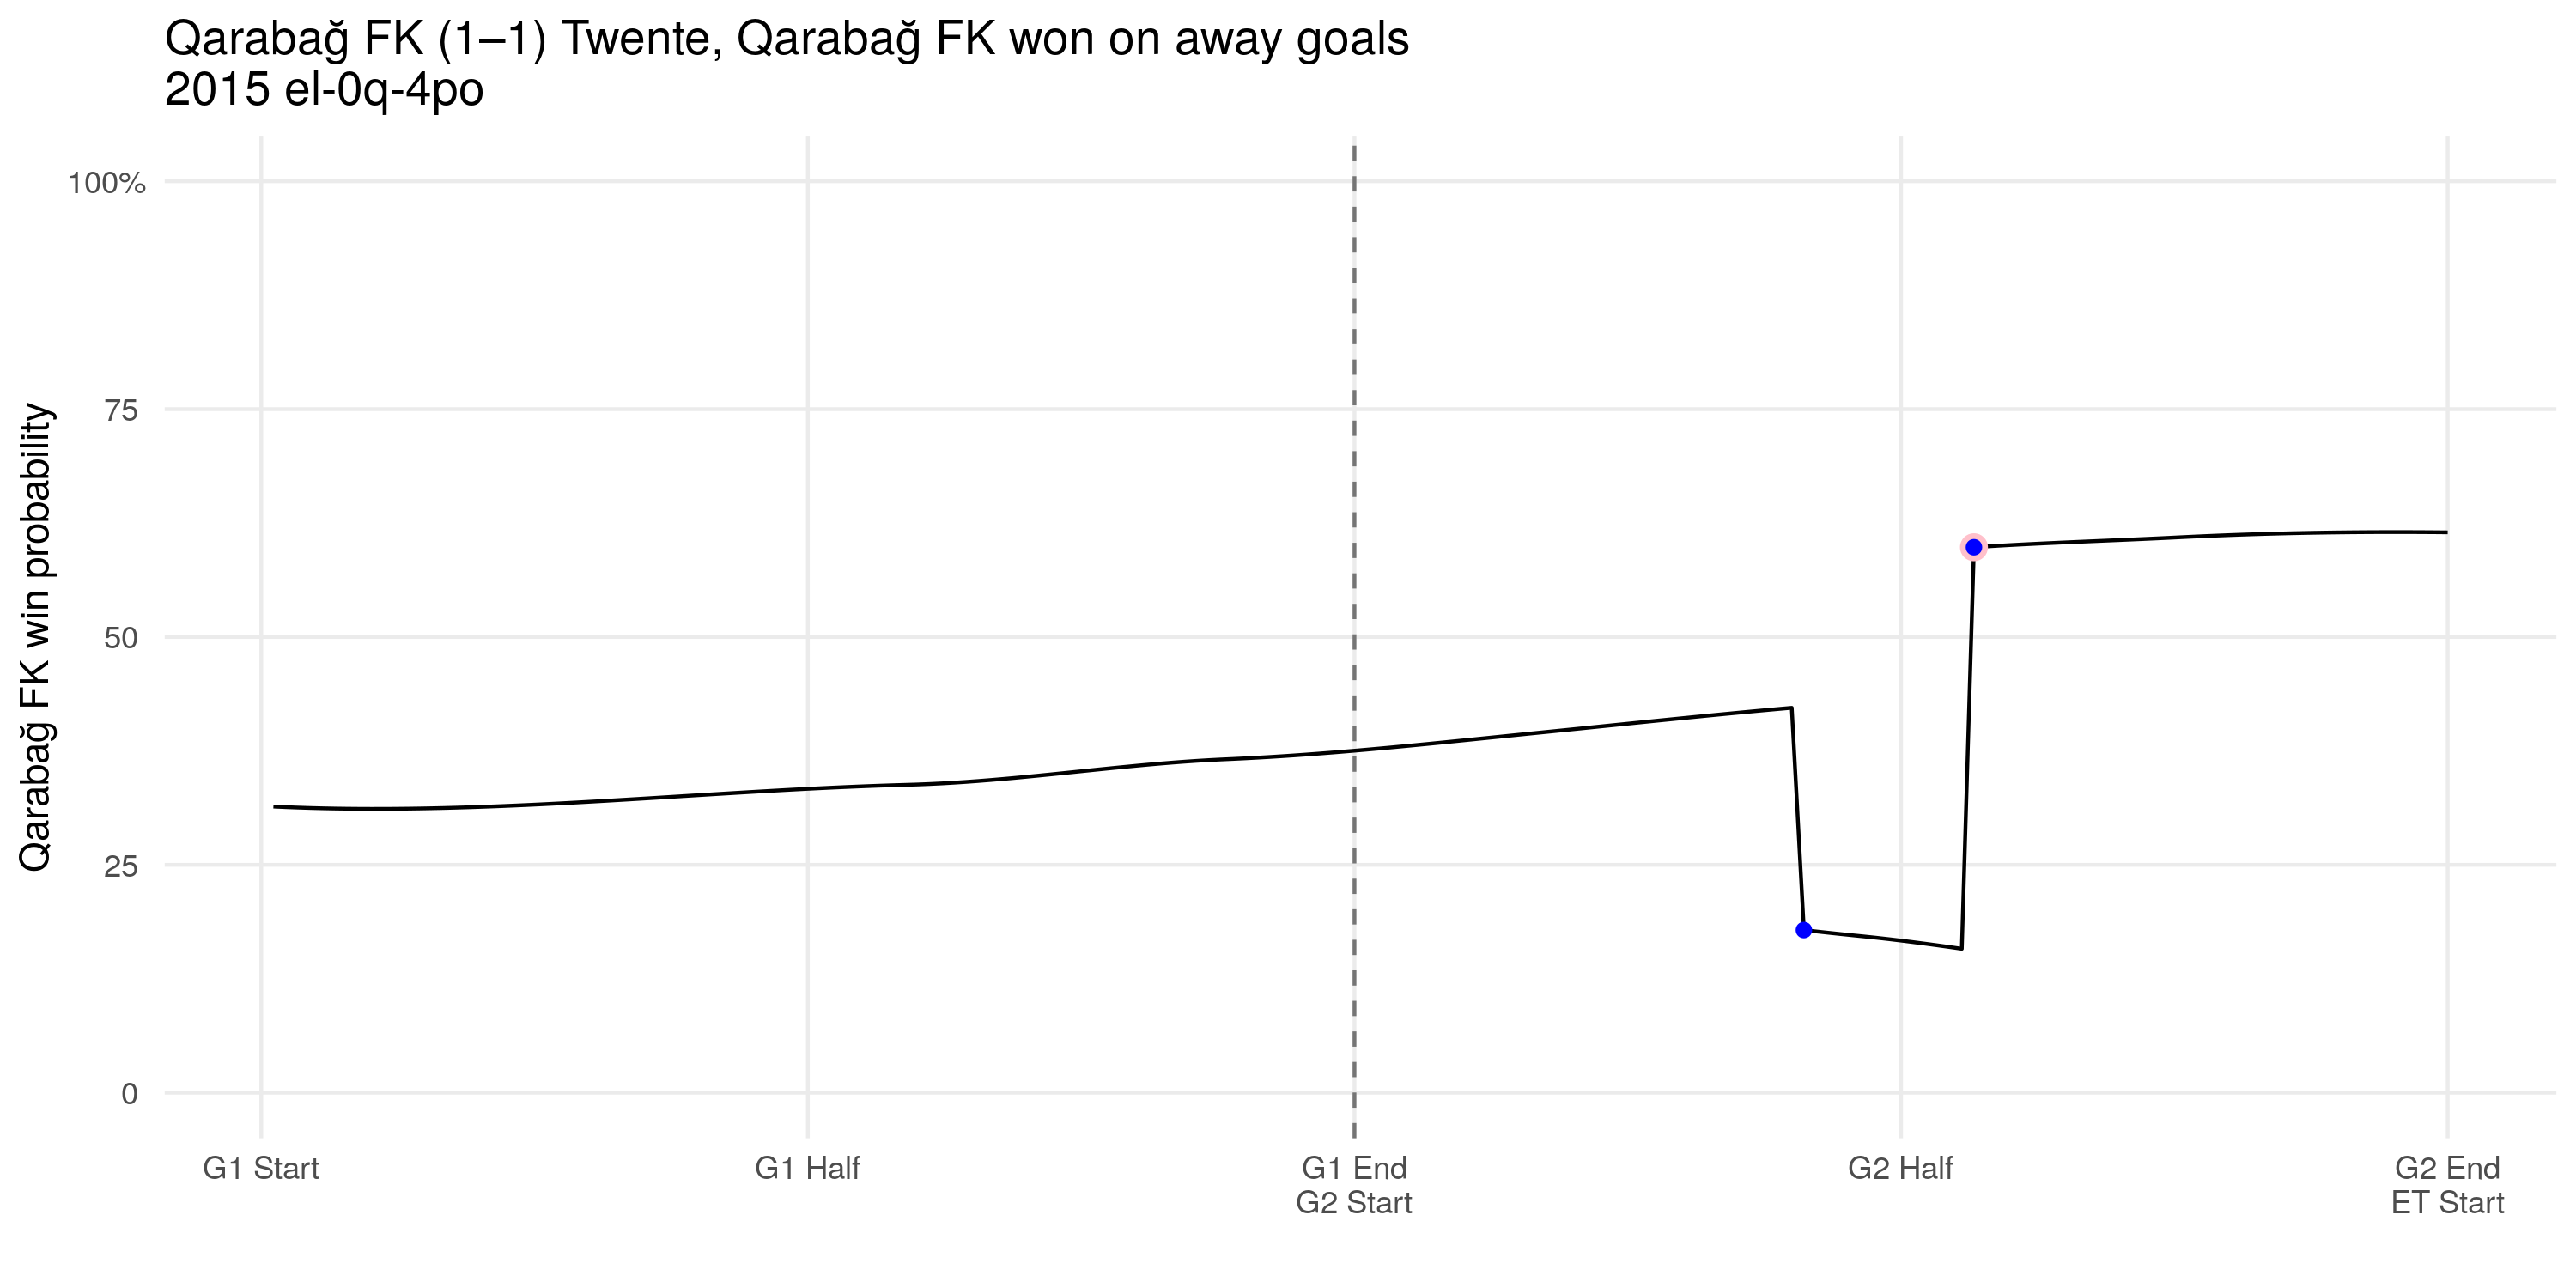 Qarabağ FK (1–1) Twente, Qarabağ FK won on away goals
2015 el-0q-4po
Qarabağ FK win probability
100%
75
50
25
0
G1 Start
G1 Half
G1 End
G2 Start
G2 Half
G2 End
ET Start